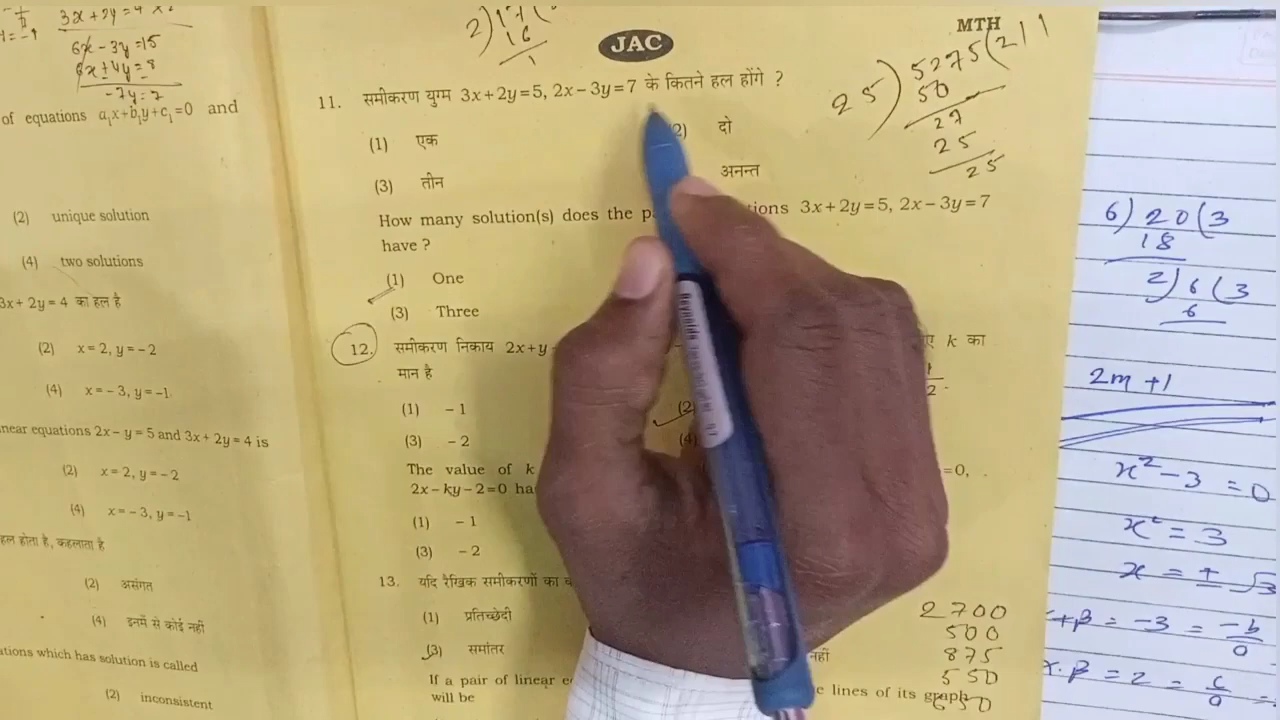 3x+2y=4
6x-3y=15
6x+4y=8
-7y=7
of equations a₁x+b₁y+c₁=0 and
(2) unique solution
(4) two solutions
3x+2y=4 का हल है
(2) x=2, y=-2
(4) x=-3, y=-1
near equations 2x-y=5 and 3x+2y=4 is
(2) x=2, y=-2
(4) x=-3, y=-1
हल होता है, कहलाता है
(2) असंगत
(4) इनमें से कोई नहीं
ations which has solution is called
(2) inconsistent
JAC
MTH
11. समीकरण युग्म 3x+2y=5, 2x-3y=7 के कितने हल होंगे ?
(1) एक
2) दो
(3) तीन
अनन्त
How many solution(s) does the p tions 3x+2y=5, 2x-3y=7
have ?
(1) One
(3) Three
12. समीकरण निकाय 2x+y k का
मान है
(1) -1
(2
(3) -2
(4)
The value of k =0,
2x-ky-2=0 ha
(1) -1
(3) -2
13. यदि रैखिक समीकरणों का
(1) प्रतिच्छेदी
(3) समांतर
नहीं
If a pair of linear e e lines of its graph
will be
25)5275(211
50
27
25
25
2700
500
875
550
6)20(3
18
2)6(3
6
2m+1
x²-3=0
x²=3
x=±√3
+β=-3=-b/a
α.β=2=c/a=